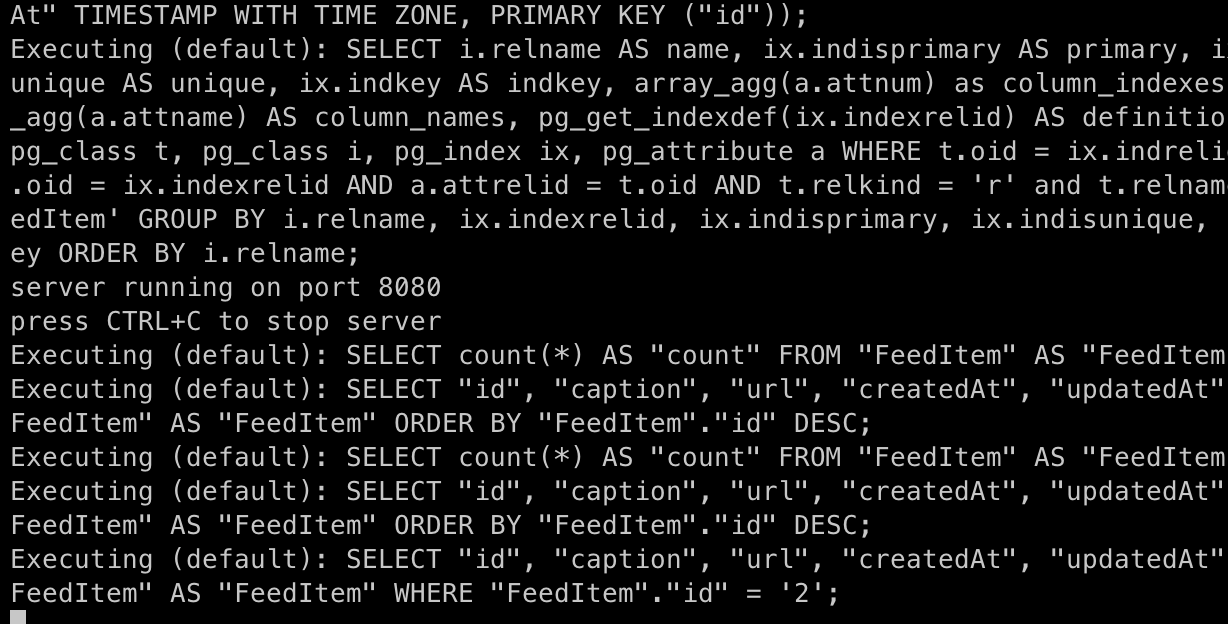 At" TIMESTAMP WITH TIME ZONE, PRIMARY KEY ("id"));
Executing (default): SELECT i.relname AS name, ix.indisprimary AS primary, i
unique AS unique, ix.indkey AS indkey, array_agg(a.attnum) as column_indexes
_agg(a.attname) AS column_names, pg_get_indexdef(ix.indexrelid) AS definitio
pg_class t, pg_class i, pg_index ix, pg_attribute a WHERE t.oid = ix.indreli
.oid = ix.indexrelid AND a.attrelid = t.oid AND t.relkind = 'r' and t.relnam
edItem' GROUP BY i.relname, ix.indexrelid, ix.indisprimary, ix.indisunique,
ey ORDER BY i.relname;
server running on port 8080
press CTRL+C to stop server
Executing (default): SELECT count(*) AS "count" FROM "FeedItem" AS "FeedItem
Executing (default): SELECT "id", "caption", "url", "createdAt", "updatedAt"
FeedItem" AS "FeedItem" ORDER BY "FeedItem"."id" DESC;
Executing (default): SELECT count(*) AS "count" FROM "FeedItem" AS "FeedItem
Executing (default): SELECT "id", "caption", "url", "createdAt", "updatedAt"
FeedItem" AS "FeedItem" ORDER BY "FeedItem"."id" DESC;
Executing (default): SELECT "id", "caption", "url", "createdAt", "updatedAt"
FeedItem" AS "FeedItem" WHERE "FeedItem"."id" = '2';